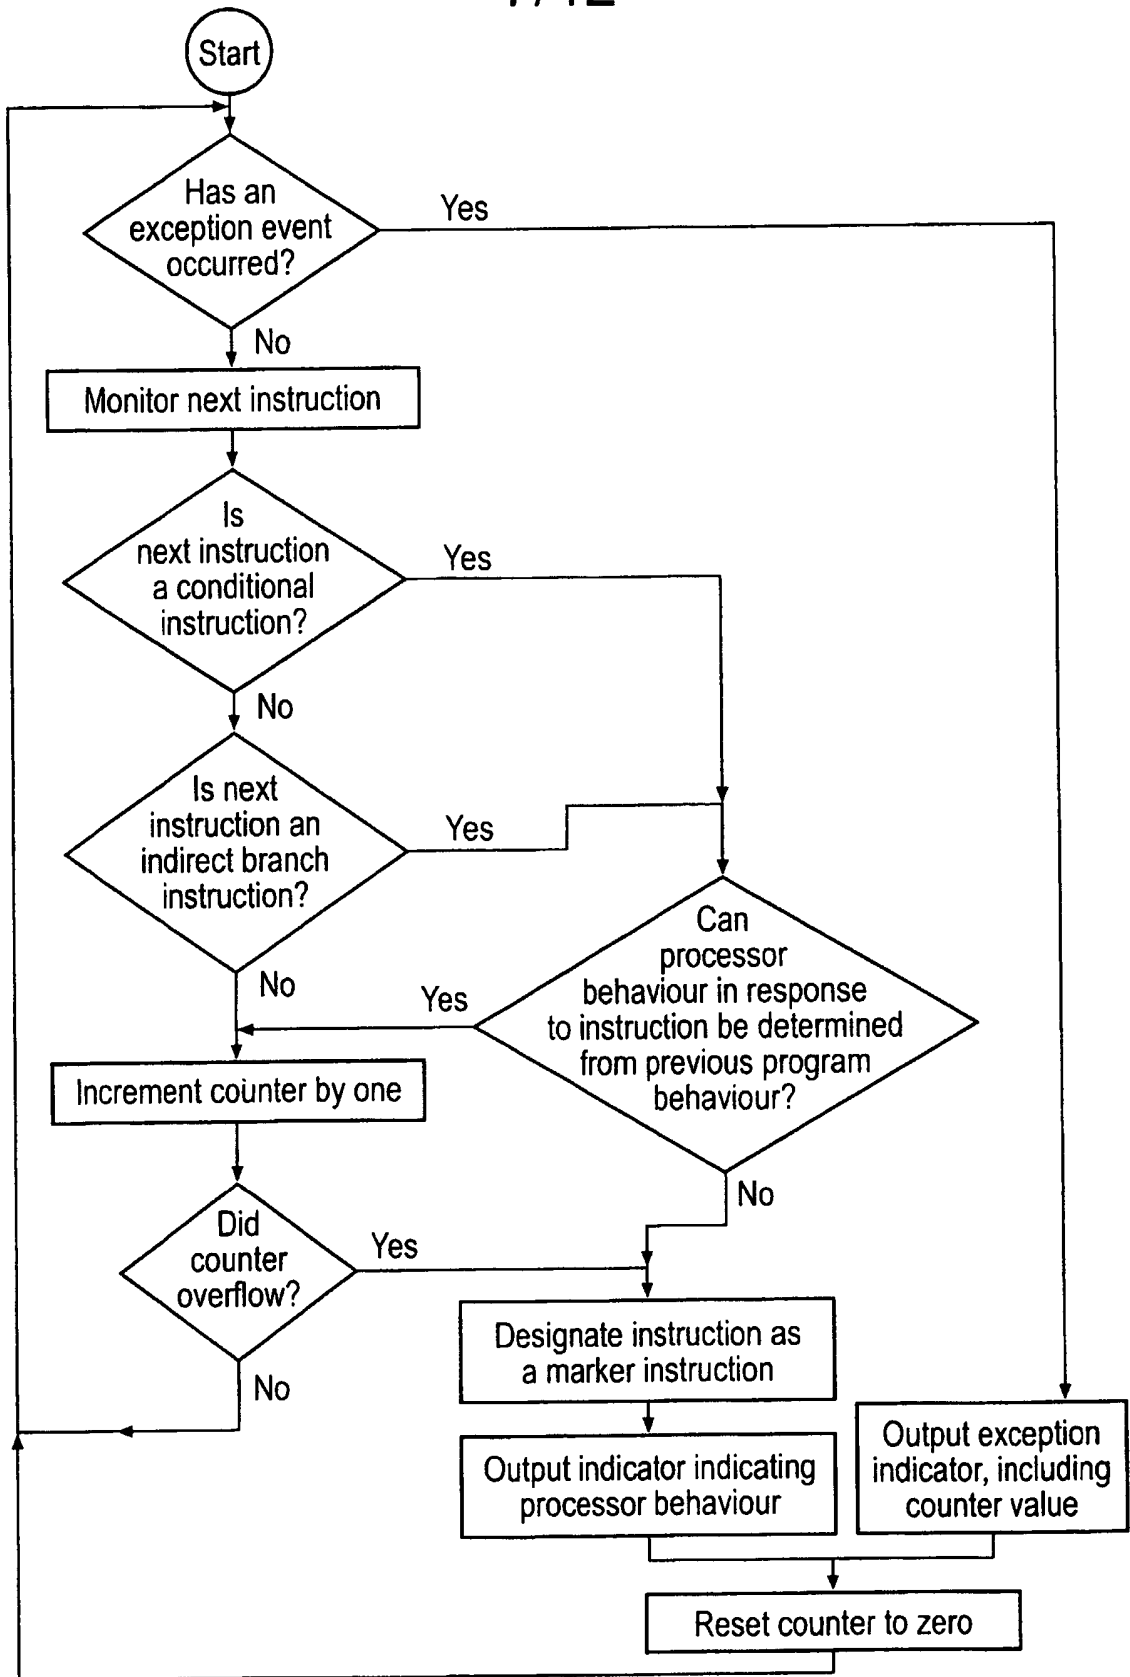 Start
Has an
exception event
occurred?
Yes
No
Monitor next instruction
Is
next instruction
a conditional
instruction?
Yes
No
Is next
instruction an
indirect branch
instruction?
Yes
No
Can
processor
behaviour in response
to instruction be determined
from previous program
behaviour?
Yes
No
Increment counter by one
Did
counter
overflow?
Yes
No
Designate instruction as
a marker instruction
Output indicator indicating
processor behaviour
Output exception
indicator, including
counter value
Reset counter to zero